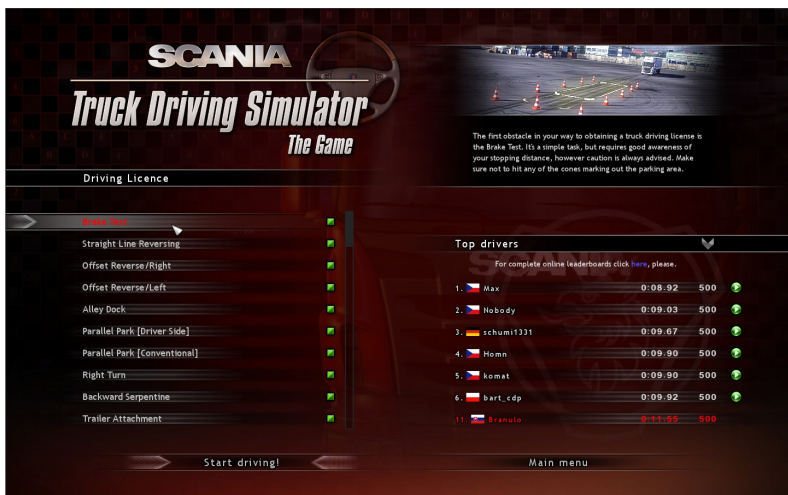 SCANIA
Truck Driving Simulator
The Game
The first obstacle in your way to obtaining a truck driving license is
the Brake Test. It's a simple task, but requires good awareness of
your stopping distance, however caution is always advised. Make
sure not to hit any of the cones marking out the parking area.
Driving Licence
Brake Test
Straight Line Reversing
Offset Reverse/Right
Offset Reverse/Left
Alley Dock
Parallel Park [Driver Side]
Parallel Park [Conventional]
Right Turn
Backward Serpentine
Trailer Attachment
Top drivers
For complete online leaderboards click here, please.
1. Max 0:08.92 500
2. Nobody 0:09.03 500
3. schumi1331 0:09.67 500
4. Homn 0:09.90 500
5. komat 0:09.90 500
6. bart_cdp 0:09.92 500
11. Branulo 0:11.55 500
Start driving!
Main menu